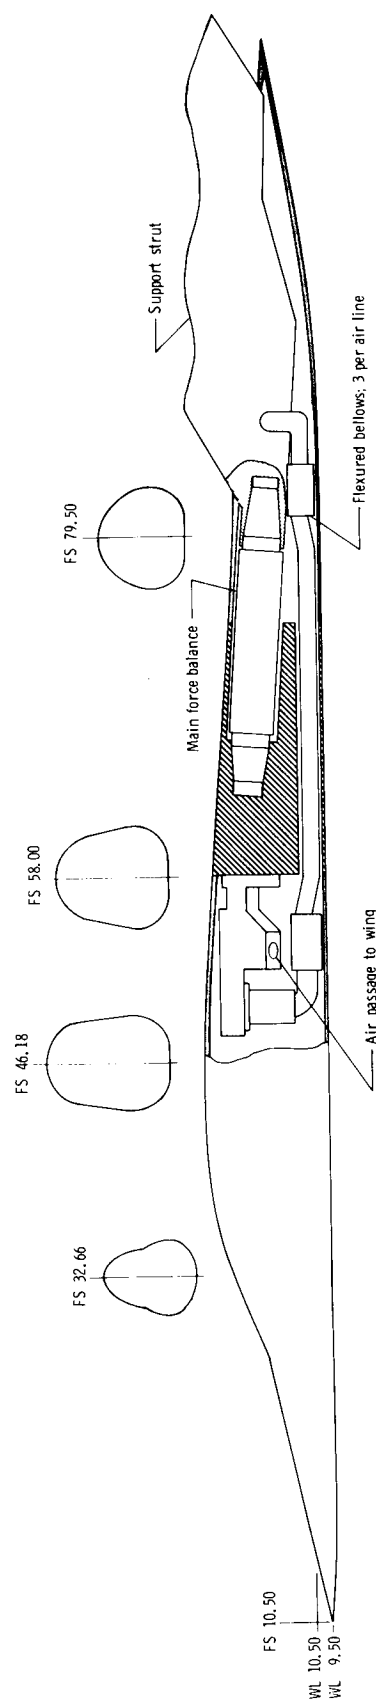 FS 10.50
WL 10.50
WL 9.50
FS 32.66
FS 46.18
FS 58.00
FS 79.50
Main force balance
Support strut
Air passage to wing
Flexured bellows; 3 per air line